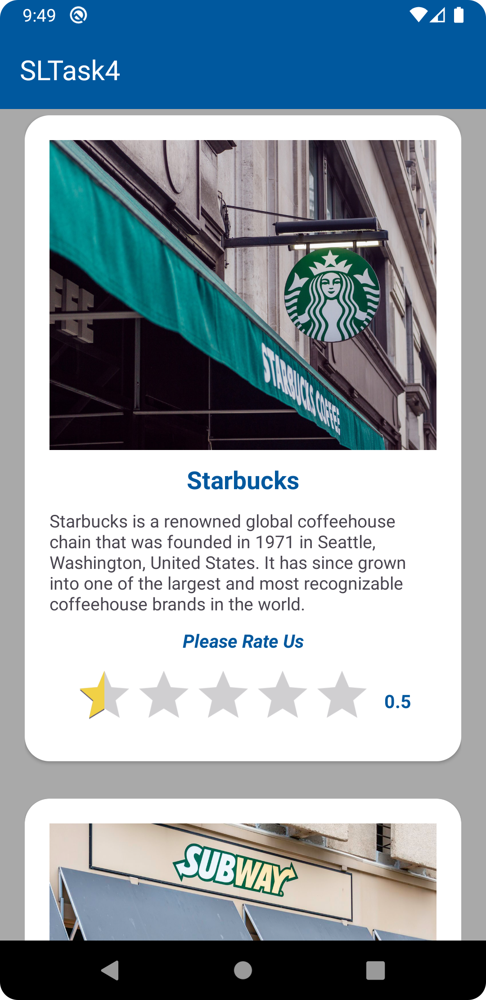 9:49
SLTask4
FEE
STARBUCKS COFFEE
Starbucks
Starbucks is a renowned global coffeehouse
chain that was founded in 1971 in Seattle,
Washington, United States. It has since grown
into one of the largest and most recognizable
coffeehouse brands in the world.
Please Rate Us
0.5
SUBWAY